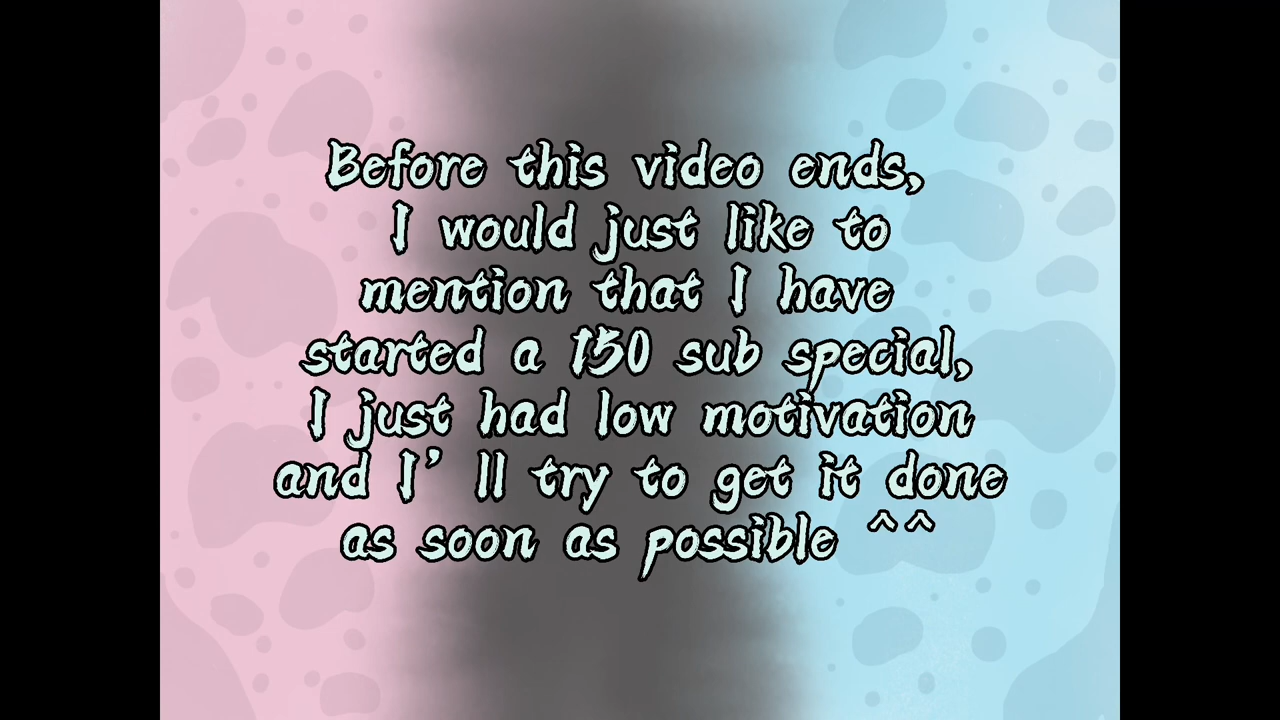 Before this video ends,
I would just like to
mention that I have
started a 150 sub special,
I just had low motivation
and I’ ll try to get it done
as soon as possible ^^